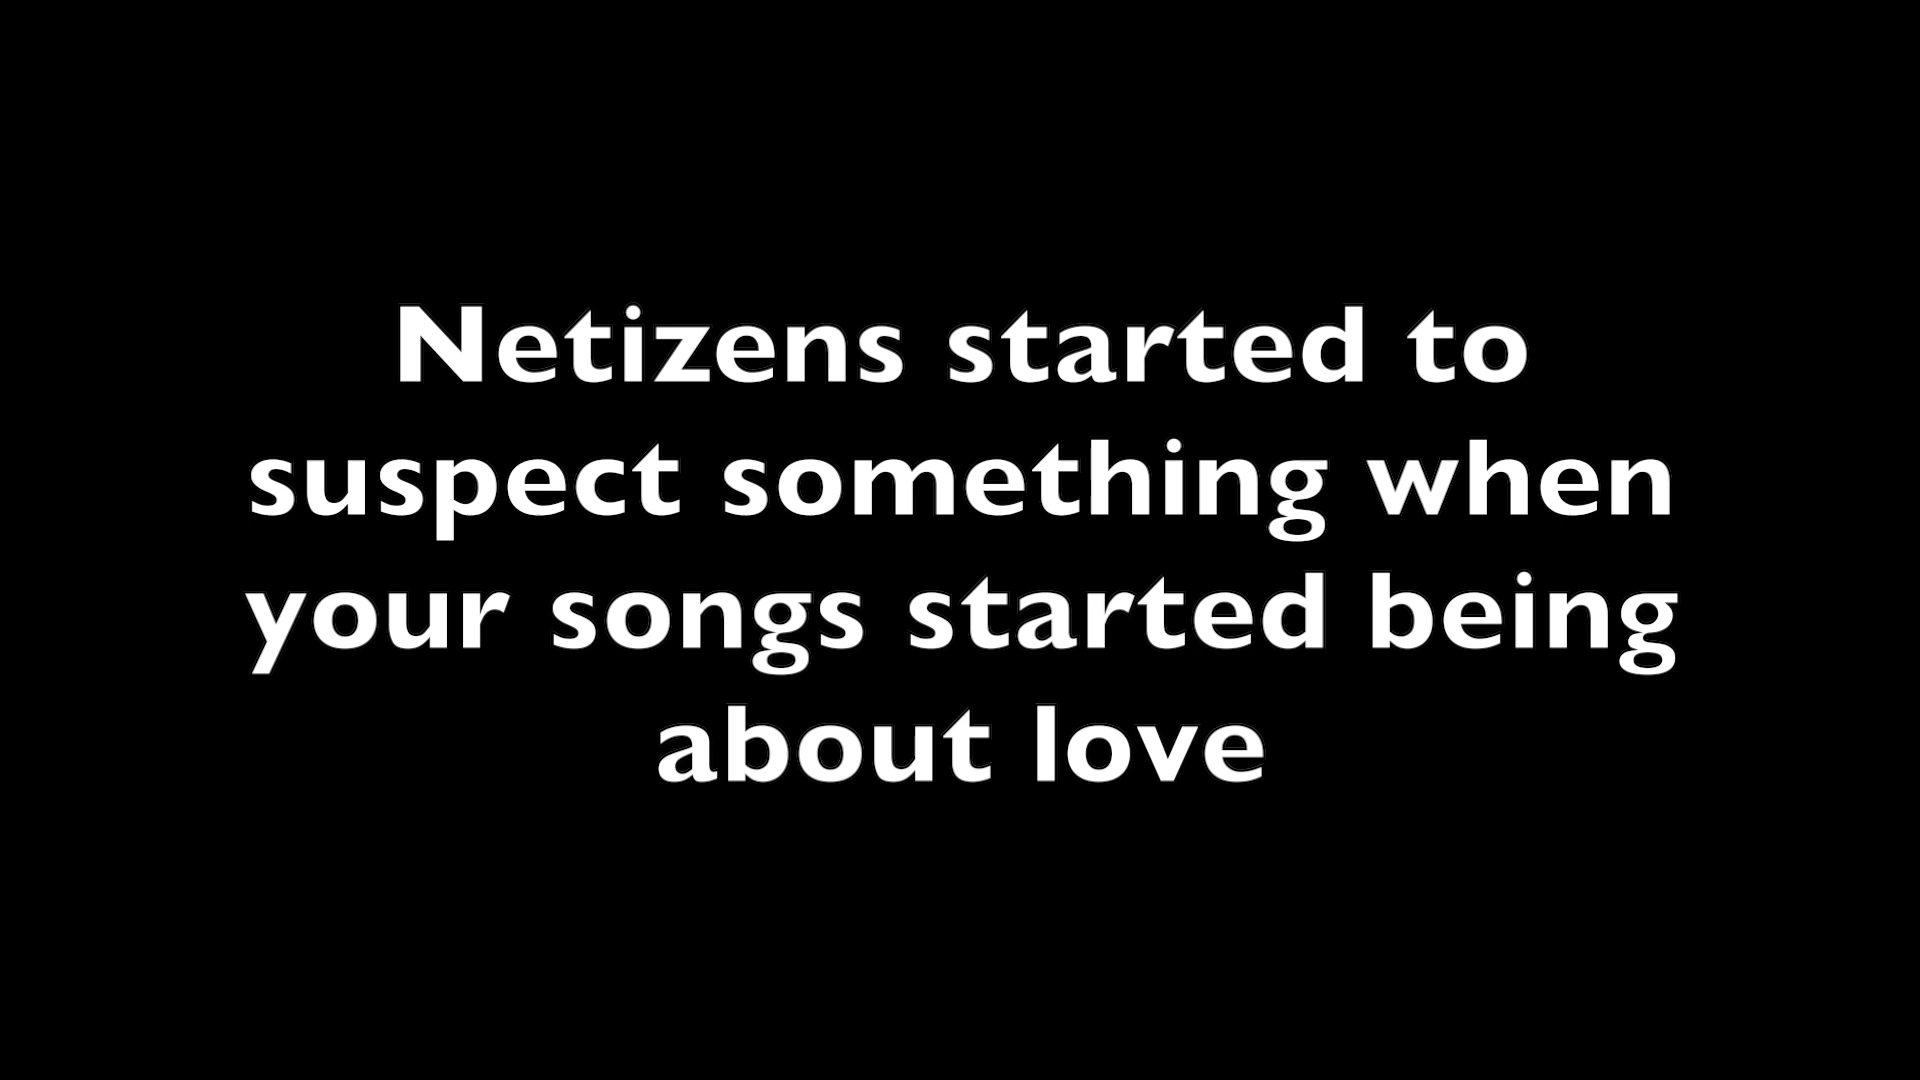 Netizens started to
suspect something when
your songs started being
about love